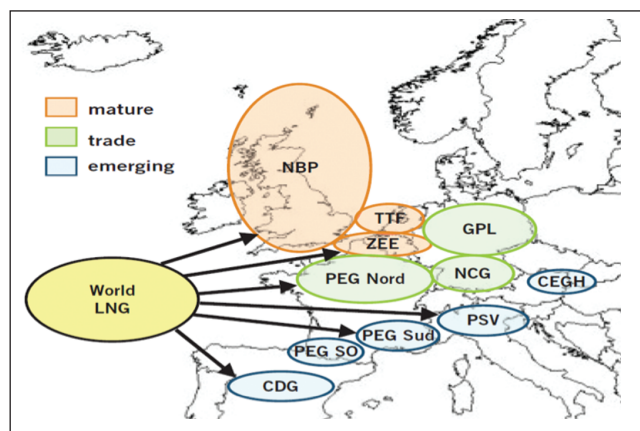 mature
trade
emerging
NBP
TTF
ZEE
GPL
PEG Nord
NCG
CEGH
World
LNG
PSV
PEG Sud
PEG SO
CDG